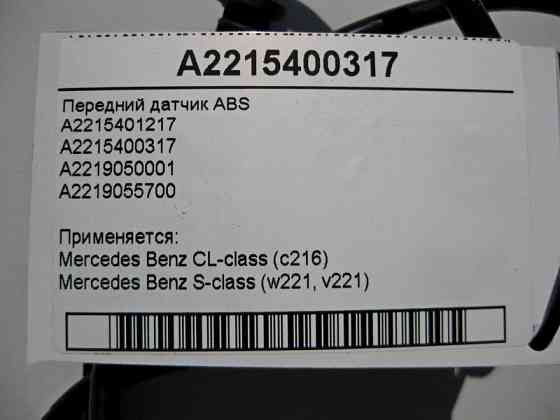 A2215400317
Передний датчик ABS
A2215401217
A2215400317
A2219050001
A2219055700
Применяется:
Mercedes Benz CL-class (c216)
Mercedes Benz S-class (w221, v221)